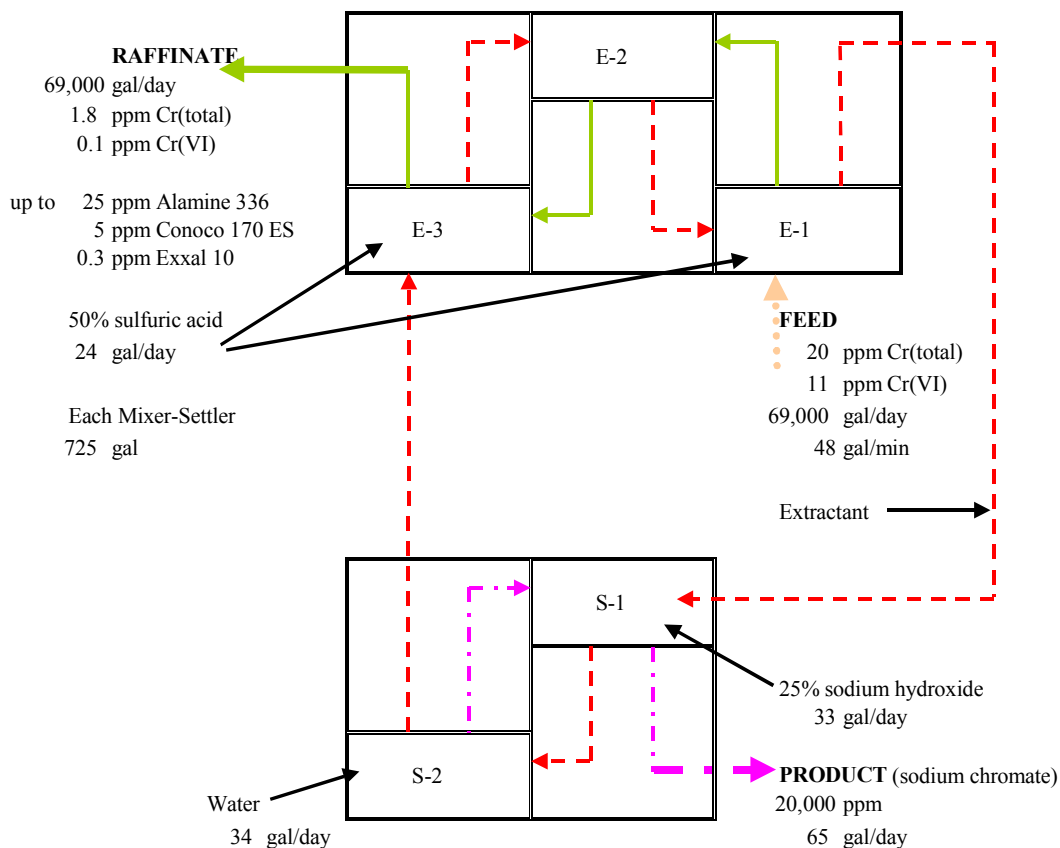 RAFFINATE
69,000 gal/day
1.8 ppm Cr(total)
0.1 ppm Cr(VI)
up to 25 ppm Alamine 336
5 ppm Conoco 170 ES
0.3 ppm Exxal 10
50% sulfuric acid
24 gal/day
Each Mixer-Settler
725 gal
E-2
E-3
E-1
FEED
20 ppm Cr(total)
11 ppm Cr(VI)
69,000 gal/day
48 gal/min
Extractant
S-1
25% sodium hydroxide
33 gal/day
S-2
Water
34 gal/day
PRODUCT (sodium chromate)
20,000 ppm
65 gal/day